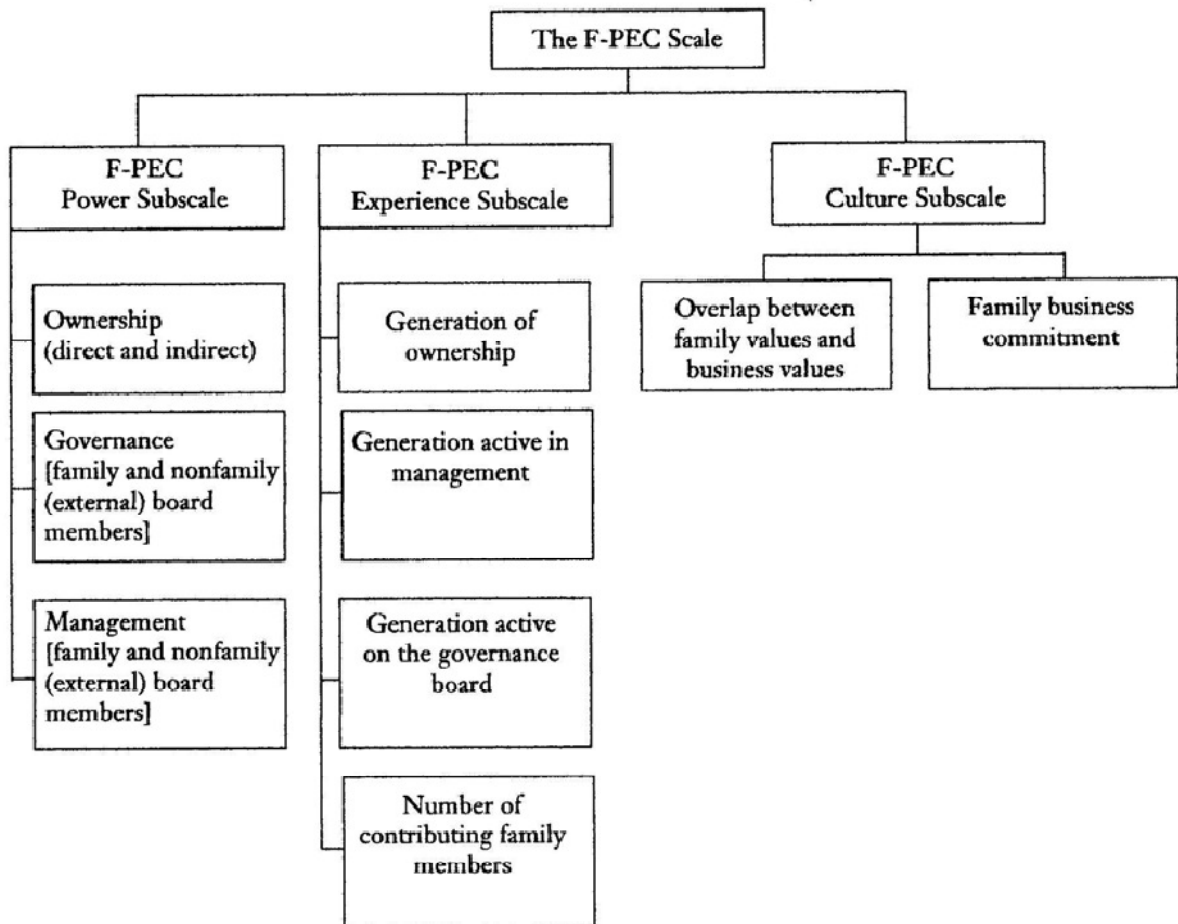 The F-PEC Scale
F-PEC
Power Subscale
F-PEC
Experience Subscale
F-PEC
Culture Subscale
Ownership
(direct and indirect)
Governance
[family and nonfamily
(external) board
members]
Management
[family and nonfamily
(external) board
members]
Generation of
ownership
Generation active in
management
Generation active
on the governance
board
Number of
contributing family
members
Overlap between
family values and
business values
Family business
commitment